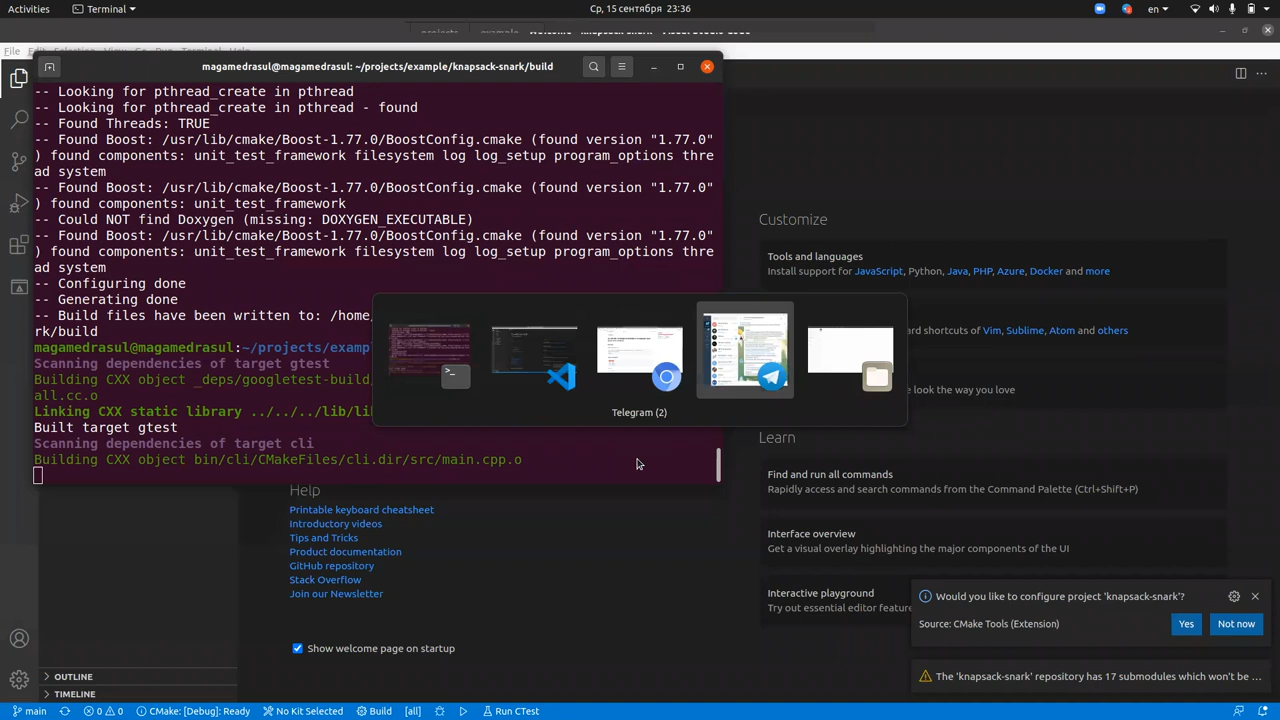 Activities
Terminal
Ср, 15 сентября 23:36
en
File
magamedrasul@magamedrasul: ~/projects/example/knapsack-snark/build
-- Looking for pthread_create in pthread
-- Looking for pthread_create in pthread - found
-- Found Threads: TRUE
-- Found Boost: /usr/lib/cmake/Boost-1.77.0/BoostConfig.cmake (found version "1.77.0"
) found components: unit_test_framework filesystem log log_setup program_options thre
ad system
-- Found Boost: /usr/lib/cmake/Boost-1.77.0/BoostConfig.cmake (found version "1.77.0"
) found components: unit_test_framework
-- Could NOT find Doxygen (missing: DOXYGEN_EXECUTABLE)
-- Found Boost: /usr/lib/cmake/Boost-1.77.0/BoostConfig.cmake (found version "1.77.0"
) found components: unit_test_framework filesystem log log_setup program_options thre
ad system
-- Configuring done
-- Generating done
-- Build files have been written to: /home
rk/build
magamedrasul@magamedrasul:~/projects/examp
Scanning dependencies of target gtest
Building CXX object _deps/googletest-build
all.cc.o
Linking CXX static library ../../../lib/li
Built target gtest
Scanning dependencies of target cli
Building CXX object bin/cli/CMakeFiles/cli.dir/src/main.cpp.o
Telegram (2)
Customize
Tools and languages
Install support for JavaScript, Python, Java, PHP, Azure, Docker and more
ard shortcuts of Vim, Sublime, Atom and others
e look the way you love
Learn
Find and run all commands
Rapidly access and search commands from the Command Palette (Ctrl+Shift+P)
Interface overview
Get a visual overlay highlighting the major components of the UI
Interactive playground
Try out essential editor feature
Help
Printable keyboard cheatsheet
Introductory videos
Tips and Tricks
Product documentation
GitHub repository
Stack Overflow
Join our Newsletter
Show welcome page on startup
Would you like to configure project 'knapsack-snark'?
Source: CMake Tools (Extension)
Yes
Not now
The 'knapsack-snark' repository has 17 submodules which won't be ...
OUTLINE
TIMELINE
main
0
0
CMake: [Debug]: Ready
No Kit Selected
Build
[all]
Run CTest